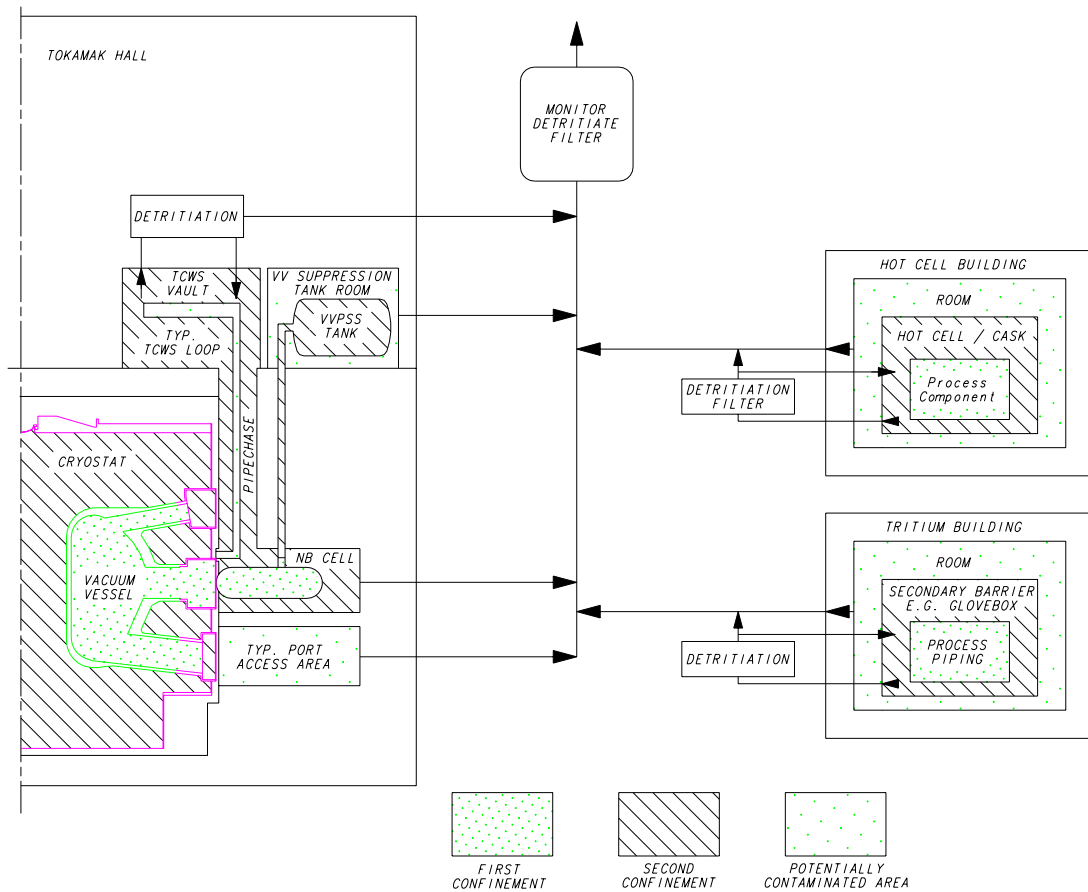 TOKAMAK HALL
MONITOR
DETRITIATE
FILTER
DETRITIATION
TCWS
VAULT
TYP.
TCWS LOOP
VV SUPPRESSION
TANK ROOM
VVPSS
TANK
PIPECHASE
CRYOSTAT
VACUUM
VESSEL
NB CELL
TYP. PORT
ACCESS AREA
HOT CELL BUILDING
ROOM
HOT CELL / CASK
Process
Component
DETRITIATION
FILTER
TRITIUM BUILDING
ROOM
SECONDARY BARRIER
E.G. GLOVEBOX
PROCESS
PIPING
DETRITIATION
FIRST
CONFINEMENT
SECOND
CONFINEMENT
POTENTIALLY
CONTAMINATED AREA